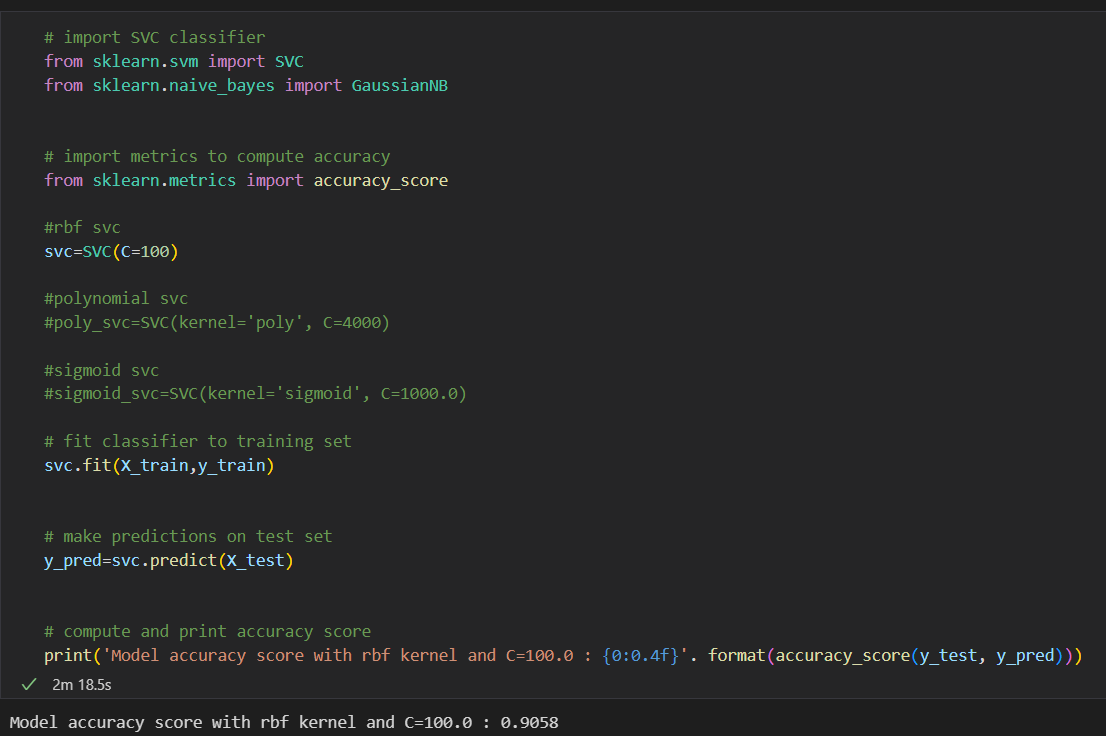 # import SVC classifier
from sklearn.svm import SVC
from sklearn.naive_bayes import GaussianNB
# import metrics to compute accuracy
from sklearn.metrics import accuracy_score
#rbf svc
svc=SVC(C=100)
#polynomial svc
#poly_svc=SVC(kernel='poly', C=4000)
#sigmoid svc
#sigmoid_svc=SVC(kernel='sigmoid', C=1000.0)
# fit classifier to training set
svc.fit(X_train,y_train)
# make predictions on test set
y_pred=svc.predict(X_test)
# compute and print accuracy score
print('Model accuracy score with rbf kernel and C=100.0 : {0:0.4f}'. format(accuracy_score(y_test, y_pred)))
✓ 2m 18.5s
Model accuracy score with rbf kernel and C=100.0 : 0.9058